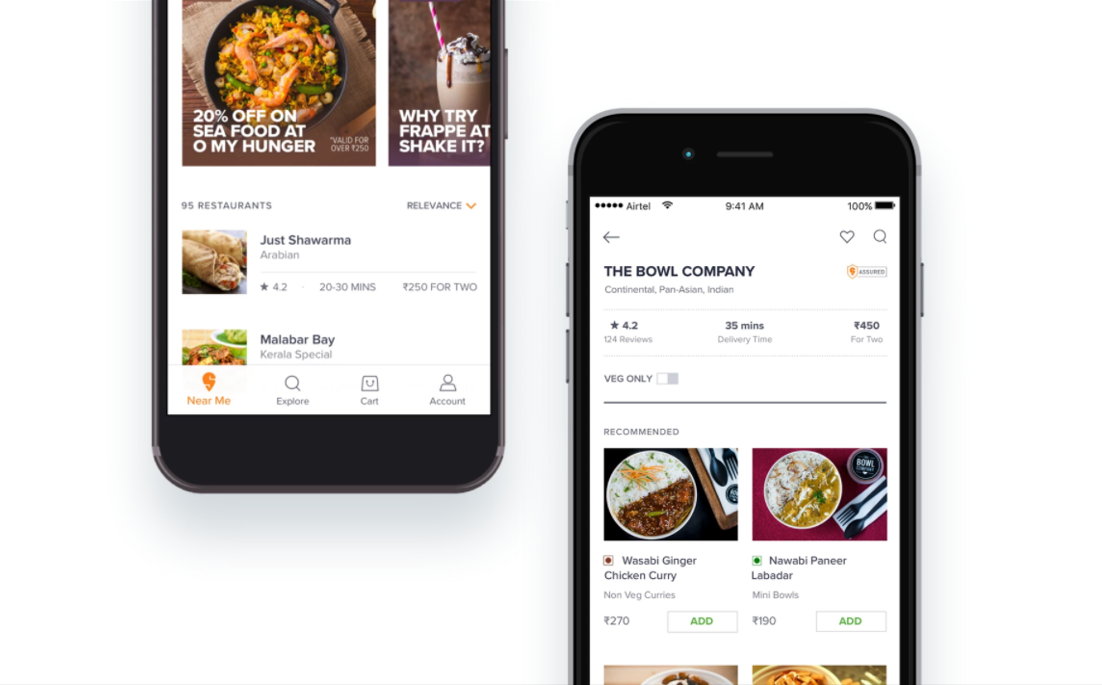 20% OFF ON
SEA FOOD AT
O MY HUNGER
*VALID FOR
OVER ₹250
WHY TRY
FRAPPE AT
SHAKE IT?
95 RESTAURANTS
RELEVANCE
Just Shawarma
Arabian
★ 4.2 · 20-30 MINS ₹250 FOR TWO
Malabar Bay
Kerala Special
Near Me
Explore
Cart
Account
Airtel
9:41 AM
100%
THE BOWL COMPANY
ASSURED
Continental, Pan-Asian, Indian
★ 4.2
124 Reviews
35 mins
Delivery Time
₹450
For Two
VEG ONLY
RECOMMENDED
BOWL
Wasabi Ginger
Chicken Curry
Non Veg Curries
₹270
ADD
Nawabi Paneer
Labadar
Mini Bowls
₹190
ADD